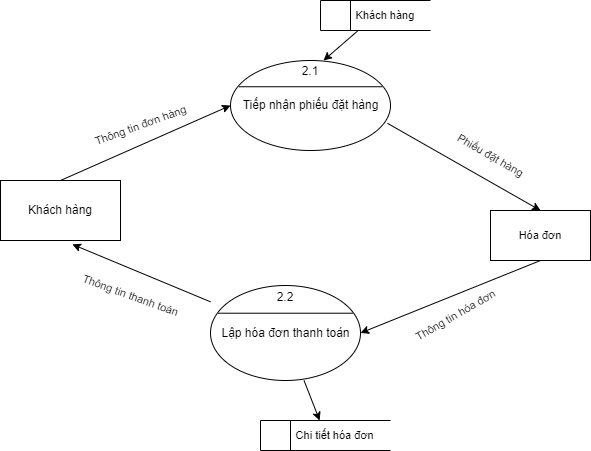 Khách hàng
2.1
Tiếp nhận phiếu đặt hàng
Thông tin đơn hàng
Phiếu đặt hàng
Khách hàng
Hóa đơn
Thông tin thanh toán
2.2
Lập hóa đơn thanh toán
Thông tin hóa đơn
Chi tiết hóa đơn